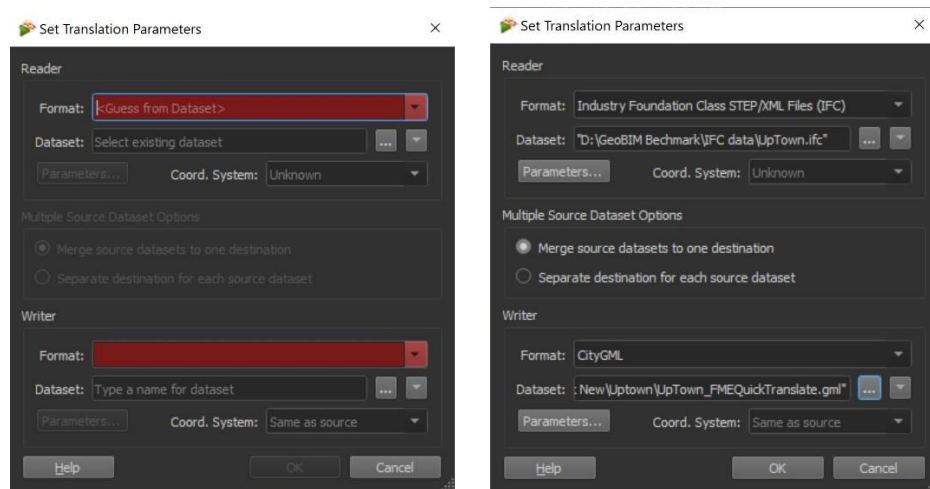 Set Translation Parameters
Reader
Format: <Guess from Dataset>
Dataset: Select existing dataset ...
Parameters... Coord. System: Unknown
Multiple Source Dataset Options
Merge source datasets to one destination
Separate destination for each source dataset
Writer
Format:
Dataset: Type a name for dataset ...
Parameters... Coord. System: Same as source
Help OK Cancel
Set Translation Parameters
Reader
Format: Industry Foundation Class STEP/XML Files (IFC)
Dataset: "D:\GeoBIM Bechmark\IFC data\UpTown.ifc" ...
Parameters... Coord. System: Unknown
Multiple Source Dataset Options
Merge source datasets to one destination
Separate destination for each source dataset
Writer
Format: CityGML
Dataset: New\Uptown\UpTown_FMEQuickTranslate.gml" ...
Parameters... Coord. System: Same as source
Help OK Cancel